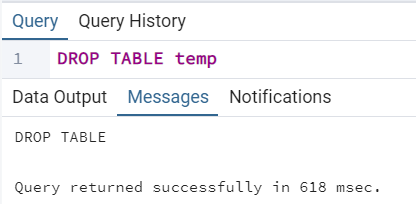 Query Query History
1 DROP TABLE temp
Data Output Messages Notifications
DROP TABLE
Query returned successfully in 618 msec.